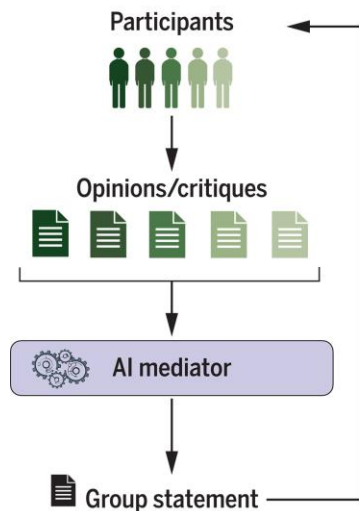 Participants
Opinions/critiques
AI mediator
Group statement